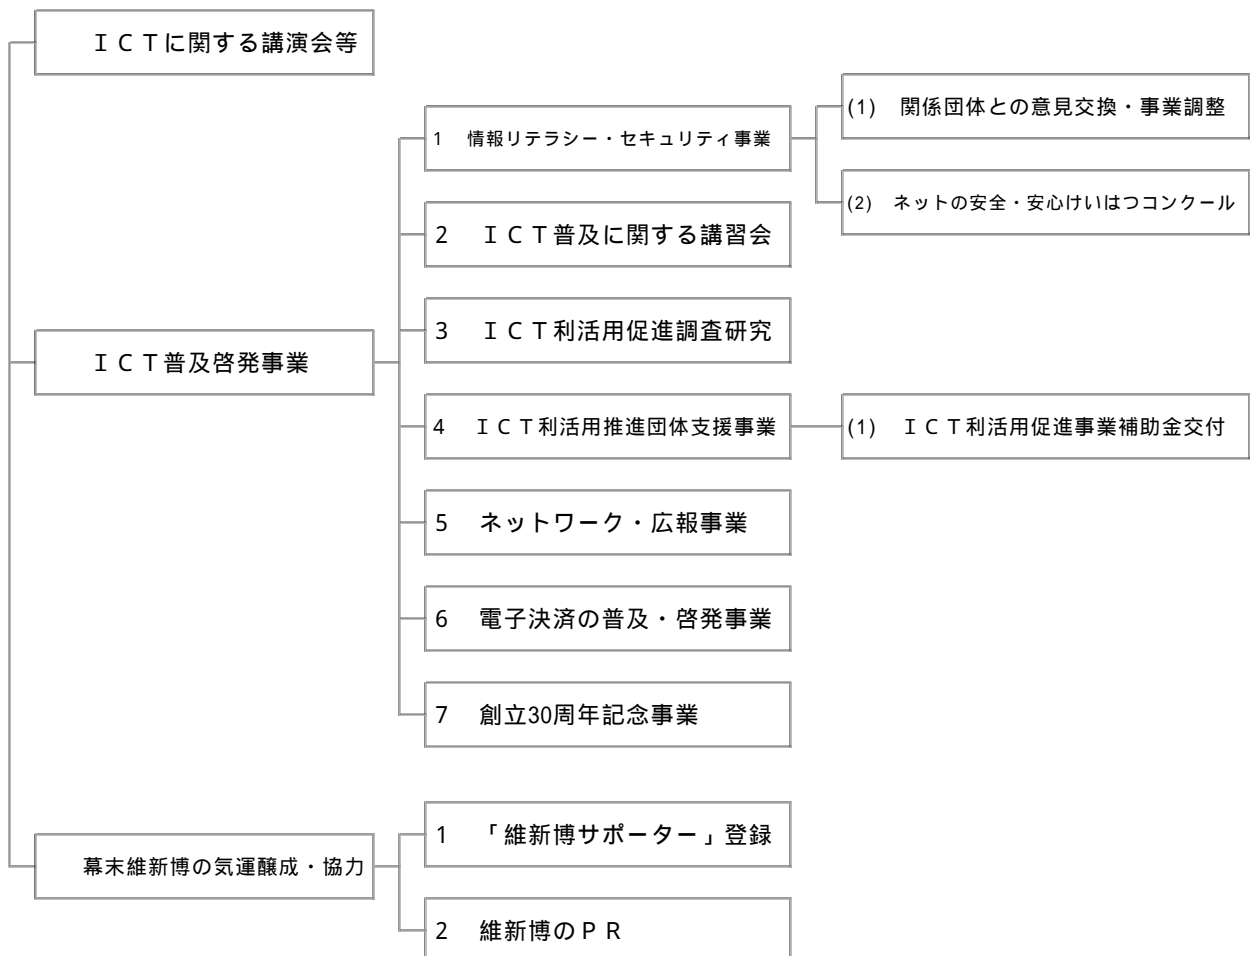 ＩＣＴに関する講演会等
ＩＣＴ普及啓発事業
1　情報リテラシー・セキュリティ事業
(1)　関係団体との意見交換・事業調整
(2)　ネットの安全・安心けいはつコンクール
2　ＩＣＴ普及に関する講習会
3　ＩＣＴ利活用促進調査研究
4　ＩＣＴ利活用推進団体支援事業
(1)　ＩＣＴ利活用促進事業補助金交付
5　ネットワーク・広報事業
6　電子決済の普及・啓発事業
7　創立30周年記念事業
幕末維新博の気運醸成・協力
1　「維新博サポーター」登録
2　維新博のＰＲ